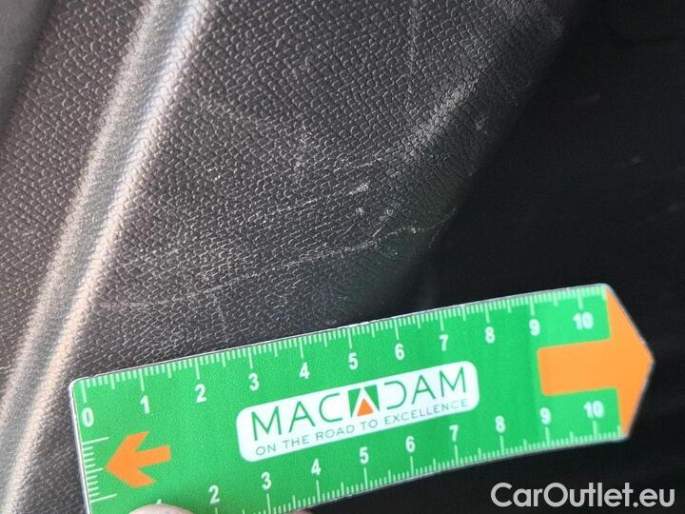 0 1 2 3 4 5 6 7 8 9 10
MACADAM
ON THE ROAD TO EXCELLENCE
1 2 3 4 5 6 7 8 9 10
CarOutlet.eu